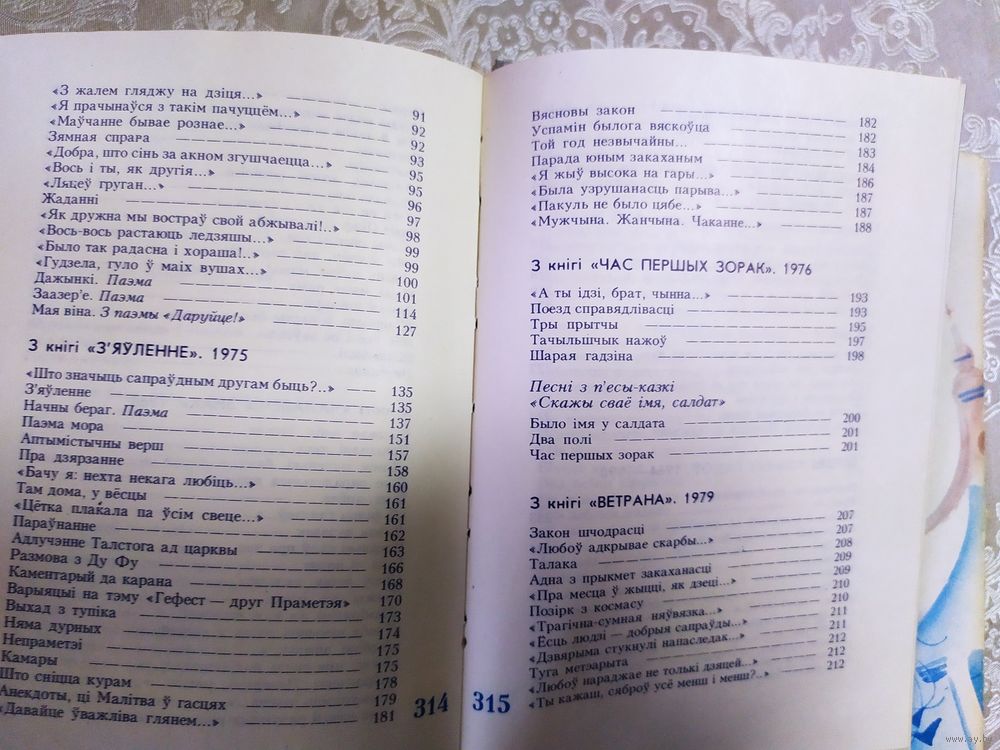 «З жалем гляджу на дзіця...» 91
«Я прачынаўся з такім пачуццём...» 92
«Маўчанне бывае рознае...» 92
Зямная справа 93
«Добра, што сінь за акном згушчаецца...» 95
«Вось і ты, як другія...» 95
«Ляцеў груган...» 96
Жаданні 97
«Як дружна мы востраў свой абжывалі!..» 98
«Вось-вось растаюць ледзяшы...» 99
«Было так радасна і хораша!..» 99
«Гудзела, гуло ў маіх вушах...» 100
Дажынкі. Паэма 101
Заазер'е. Паэма 114
Мая віна. З паэмы «Даруйце!» 127
З кнігі «З'ЯЎЛЕННЕ». 1975
«Што значыць сапраўдным другам быць?..» 135
З'яўленне 135
Начны бераг. Паэма 137
Паэма мора 151
Аптымістычны верш 157
Пра дзярзанне 158
«Бачу я: нехта некага любіць...» 160
Там дома, у вёсцы 161
«Цётка плакала па ўсім свеце...» 161
Параўнанне 162
Адлучэнне Талстога ад царквы 163
Размова з Ду Фу 166
Каментарый да карана 168
Варыяцыі на тэму «Гефест — друг Праметэя» 170
Выхад з тупіка 173
Няма дурных 174
Непраметэі 175
Камары 175
Што сніцца курам 178
Анекдоты, ці Малітва ў гасцях 179
«Давайце ўважліва глянем...» 181
314
Вясновы закон 182
Успамін былога вяскоўца 182
Той год незвычайны... 183
Парада юным закаханым 184
«Я жыў высока на гары...» 186
«Была узрушанасць парыва...» 187
«Пакуль не было цябе...» 187
«Мужчына. Жанчына. Чаканне...» 188
З кнігі «ЧАС ПЕРШЫХ ЗОРАК». 1976
«А ты ідзі, брат, чынна...» 193
Поезд справядлівасці 193
Тры прытчы 195
Тачыльшчык нажоў 197
Шарая гадзіна 198
Песні з п'есы-казкі
«Скажы сваё імя, салдат»
Было імя у салдата 200
Два полі 201
Час першых зорак 201
З кнігі «ВЕТРАНА». 1979
Закон шчодрасці 207
«Любоў адкрывае скарбы...» 207
Талака 208
Адна з прыкмет закаханасці 209
«Пра месца ў жыцці, як дзеці...» 209
Позірк з космасу 210
«Трагічна-сумная няўвязка...» 210
«Ёсць людзі — добрыя сапраўды...» 211
«Дзвярыма стукнулі напаследак...» 211
Туга метэарыта 212
«Любоў нараджае не толькі дзяцей...» 212
«Ты кажаш, сяброў усё менш і менш?..» 212
315
www.ay.by